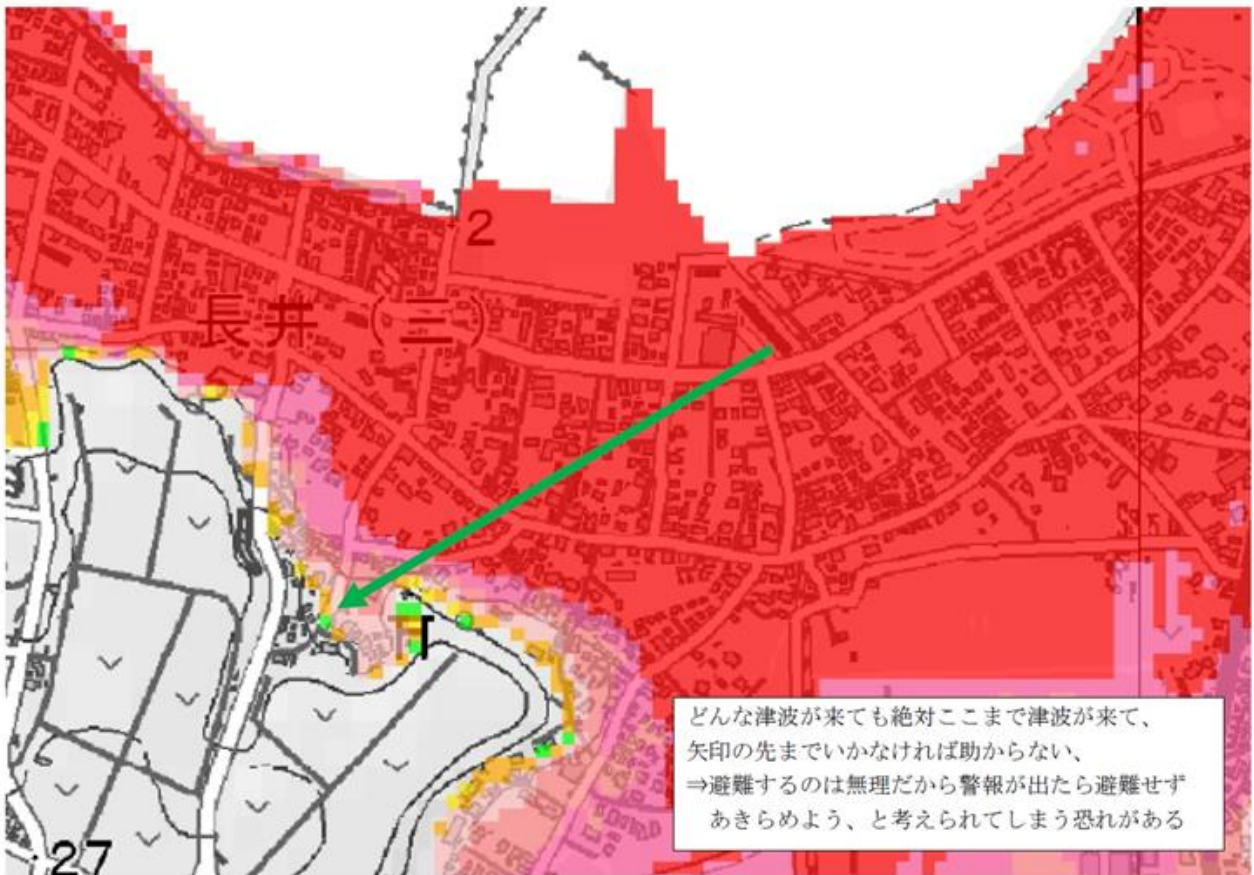 2
長井(三)
丁
どんな津波が来ても絶対ここまで津波が来て、
矢印の先までいかなければ助からない、
⇒避難するのは無理だから警報が出たら避難せず
あきらめよう、と考えられてしまう恐れがある
27